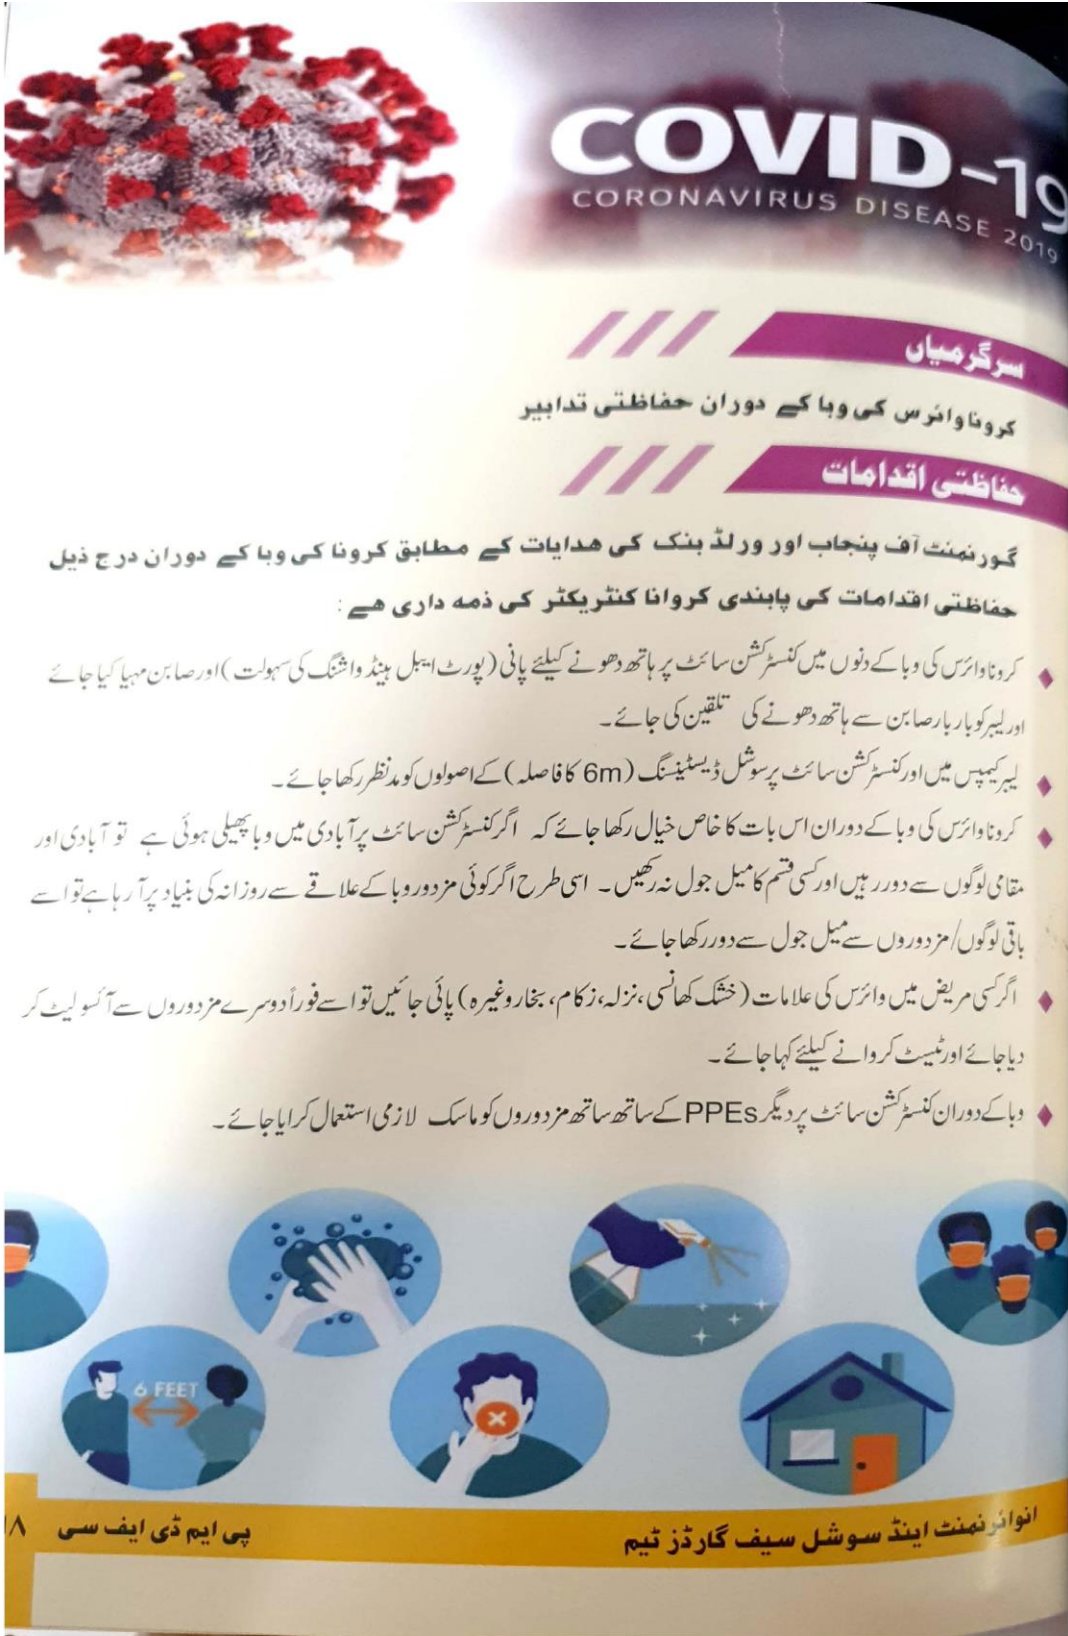 COVID-19
CORONAVIRUS DISEASE 2019
سرگرمیاں
کرونا وائرس کی وبا کے دوران حفاظتی تدابیر
حفاظتی اقدامات
گورنمنٹ آف پنجاب اور ورلڈ بنک کی ھدایات کے مطابق کرونا کی وبا کے دوران درج ذیل
حفاظتی اقدامات کی پابندی کروانا کنٹریکٹر کی ذمہ داری ھے :
کرونا وائرس کی وبا کے دنوں میں کنسٹرکشن سائٹ پر ہاتھ دھونے کیلئے پانی (پورٹ ایبل ہینڈ واشنگ کی سہولت) اور صابن مہیا کیا جائے
اور لیبر کو بار بار صابن سے ہاتھ دھونے کی تلقین کی جائے۔
لیبر کیمپس میں اور کنسٹرکشن سائٹ پر سوشل ڈیسٹینسنگ (6m کا فاصلہ) کے اصولوں کو مدنظر رکھا جائے۔
کرونا وائرس کی وبا کے دوران اس بات کا خاص خیال رکھا جائے کہ اگر کنسٹرکشن سائٹ پر آبادی میں وبا پھیلی ہوئی ہے تو آبادی اور
مقامی لوگوں سے دور رہیں اور کسی قسم کا میل جول نہ رکھیں۔ اسی طرح اگر کوئی مزدور وبا کے علاقے سے روزانہ کی بنیاد پر آ رہا ہے تو اسے
باقی لوگوں/مزدوروں سے میل جول سے دور رکھا جائے۔
اگر کسی مریض میں وائرس کی علامات (خشک کھانسی، نزلہ، زکام، بخار وغیرہ) پائی جائیں تو اسے فوراً دوسرے مزدوروں سے آئسولیٹ کر
دیا جائے اور ٹیسٹ کروانے کیلئے کہا جائے۔
وبا کے دوران کنسٹرکشن سائٹ پر دیگر PPEs کے ساتھ ساتھ مزدوروں کو ماسک لازمی استعمال کرایا جائے۔
6 FEET
انوائرنمنٹ اینڈ سوشل سیف گارڈز ٹیم
پی ایم ڈی ایف سی
۱۸